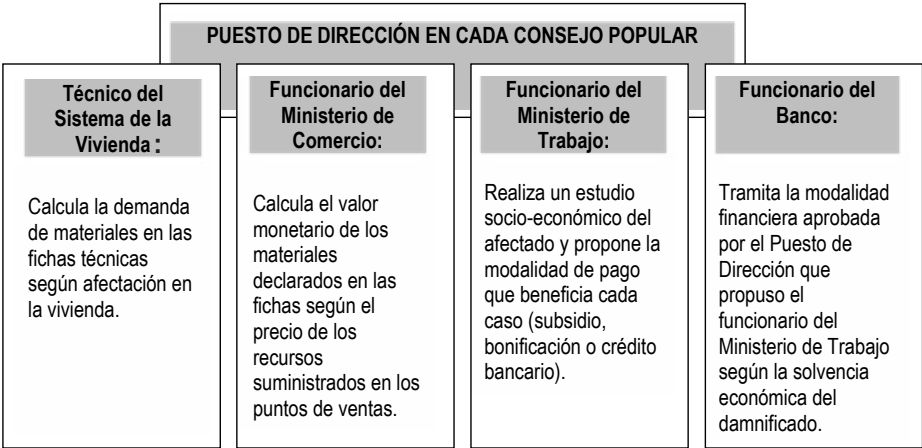 PUESTO DE DIRECCIÓN EN CADA CONSEJO POPULAR
Técnico del
Sistema de la
Vivienda :
Calcula la demanda
de materiales en las
fichas técnicas
según afectación en
la vivienda.
Funcionario del
Ministerio de
Comercio:
Calcula el valor
monetario de los
materiales
declarados en las
fichas según el
precio de los
recursos
suministrados en los
puntos de ventas.
Funcionario del
Ministerio de
Trabajo:
Realiza un estudio
socio-económico del
afectado y propone la
modalidad de pago
que beneficia cada
caso (subsidio,
bonificación o crédito
bancario).
Funcionario del
Banco:
Tramita la modalidad
financiera aprobada
por el Puesto de
Dirección que
propuso el
funcionario del
Ministerio de Trabajo
según la solvencia
económica del
damnificado.